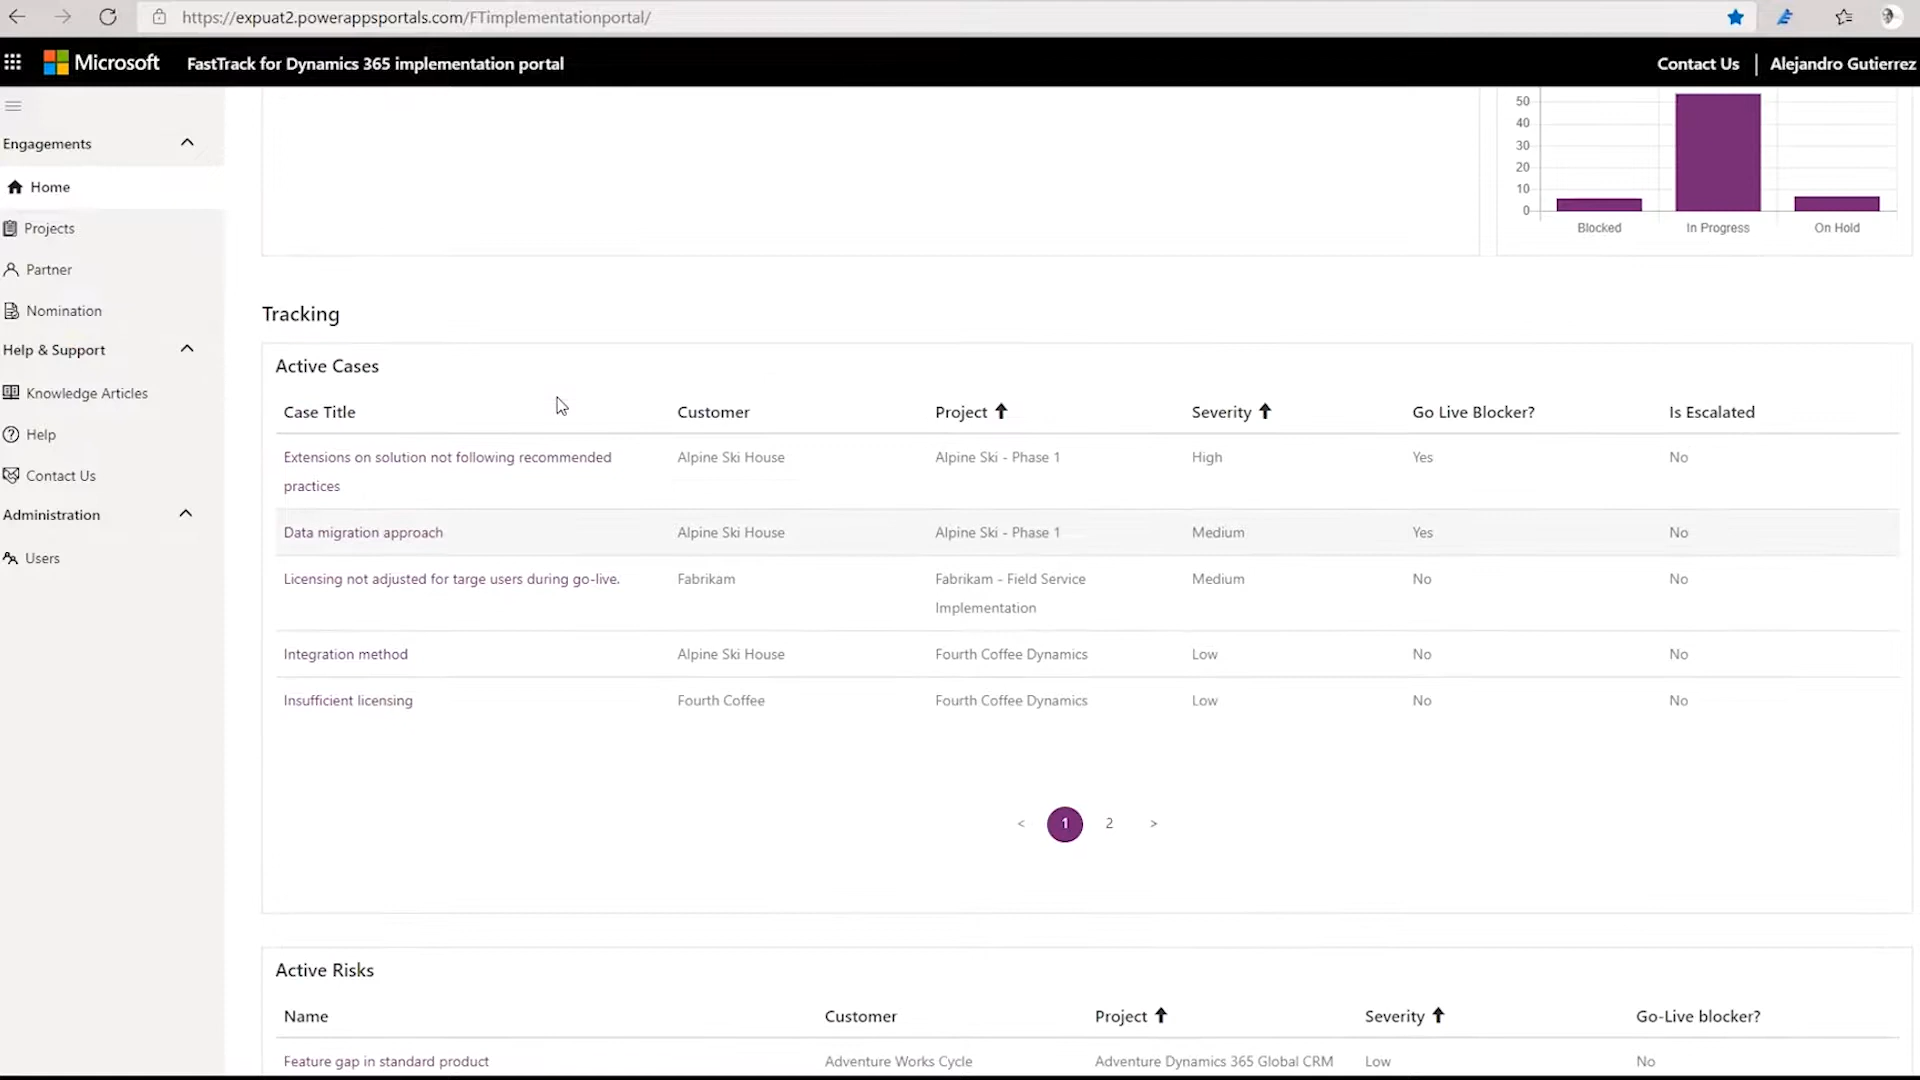 https://expuat2.powerappsportals.com/FTimplementationportal/
Microsoft FastTrack for Dynamics 365 implementation portal Contact Us | Alejandro Gutierrez
Engagements
Home
Projects
Partner
Nomination
Help & Support
Knowledge Articles
Help
Contact Us
Administration
Users
50
40
30
20
10
0
Blocked In Progress On Hold
Tracking
Active Cases
Case Title Customer Project Severity Go Live Blocker? Is Escalated
Extensions on solution not following recommended Alpine Ski House Alpine Ski - Phase 1 High Yes No
practices
Data migration approach Alpine Ski House Alpine Ski - Phase 1 Medium Yes No
Licensing not adjusted for targe users during go-live. Fabrikam Fabrikam - Field Service Medium No No
Implementation
Integration method Alpine Ski House Fourth Coffee Dynamics Low No No
Insufficient licensing Fourth Coffee Fourth Coffee Dynamics Low No No
< 1 2 >
Active Risks
Name Customer Project Severity Go-Live blocker?
Feature gap in standard product Adventure Works Cycle Adventure Dynamics 365 Global CRM Low No